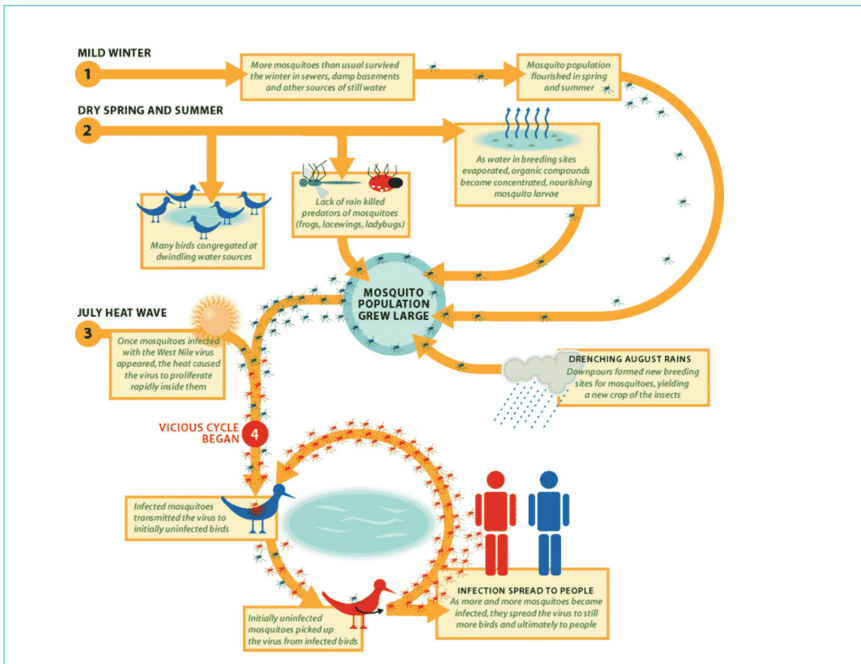 MILD WINTER
1
More mosquitoes than usual survived
the winter in sewers, damp basements
and other sources of still water
Mosquito population
flourished in spring
and summer
DRY SPRING AND SUMMER
2
Many birds congregated at
dwindling water sources
Lack of rain killed
predators of mosquitoes
(frogs, lacewings, ladybugs)
As water in breeding sites
evaporated, organic compounds
became concentrated, nourishing
mosquito larvae
MOSQUITO
POPULATION
GREW LARGE
JULY HEAT WAVE
3
Once mosquitoes infected
with the West Nile virus
appeared, the heat caused
the virus to proliferate
rapidly inside them
DRENCHING AUGUST RAINS
Downpours formed new breeding
sites for mosquitoes, yielding
a new crop of the insects
VICIOUS CYCLE
BEGAN
4
Infected mosquitoes
transmitted the virus to
initially uninfected birds
Initially uninfected
mosquitoes picked up
the virus from infected birds
INFECTION SPREAD TO PEOPLE
As more and more mosquitoes became
infected, they spread the virus to still
more birds and ultimately to people